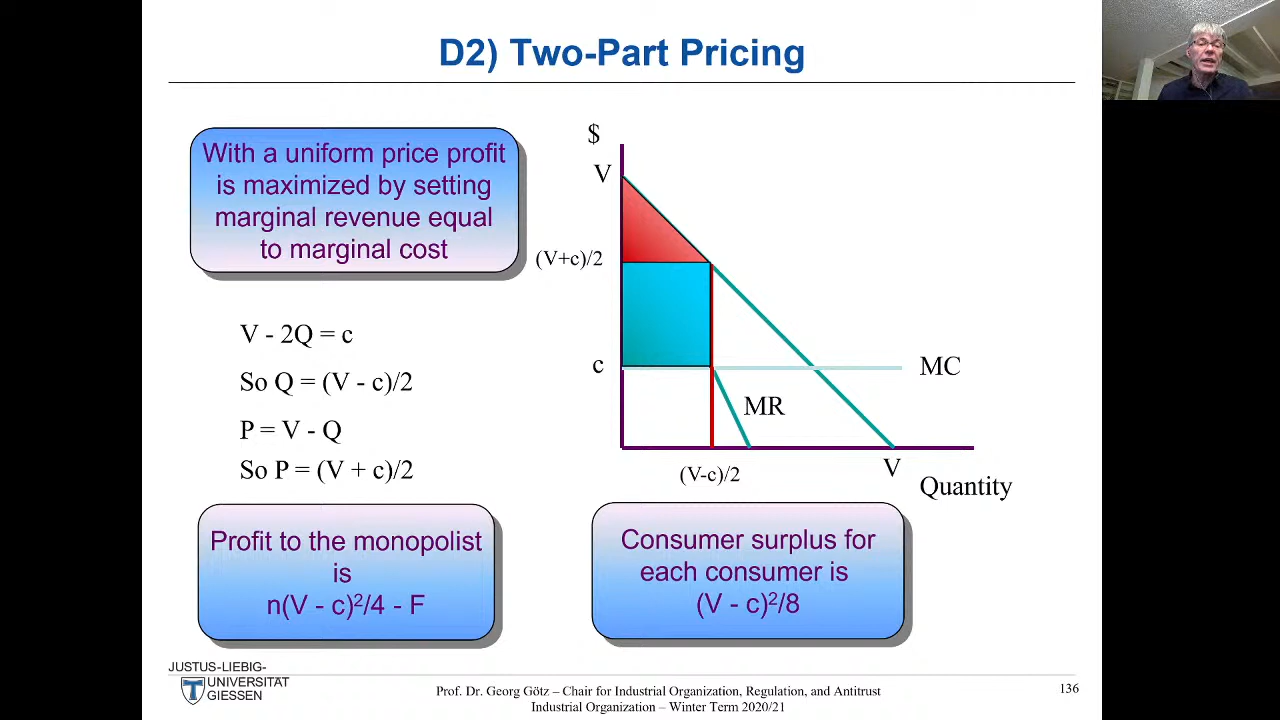 D2) Two-Part Pricing
With a uniform price profit
is maximized by setting
marginal revenue equal
to marginal cost
V - 2Q = c
So Q = (V - c)/2
P = V - Q
So P = (V + c)/2
Profit to the monopolist
is
n(V - c)²/4 - F
$
V
(V+c)/2
c
MC
MR
(V-c)/2
V
Quantity
Consumer surplus for
each consumer is
(V - c)²/8
JUSTUS-LIEBIG-
UNIVERSITÄT
GIESSEN
Prof. Dr. Georg Götz – Chair for Industrial Organization, Regulation, and Antitrust
Industrial Organization – Winter Term 2020/21
136